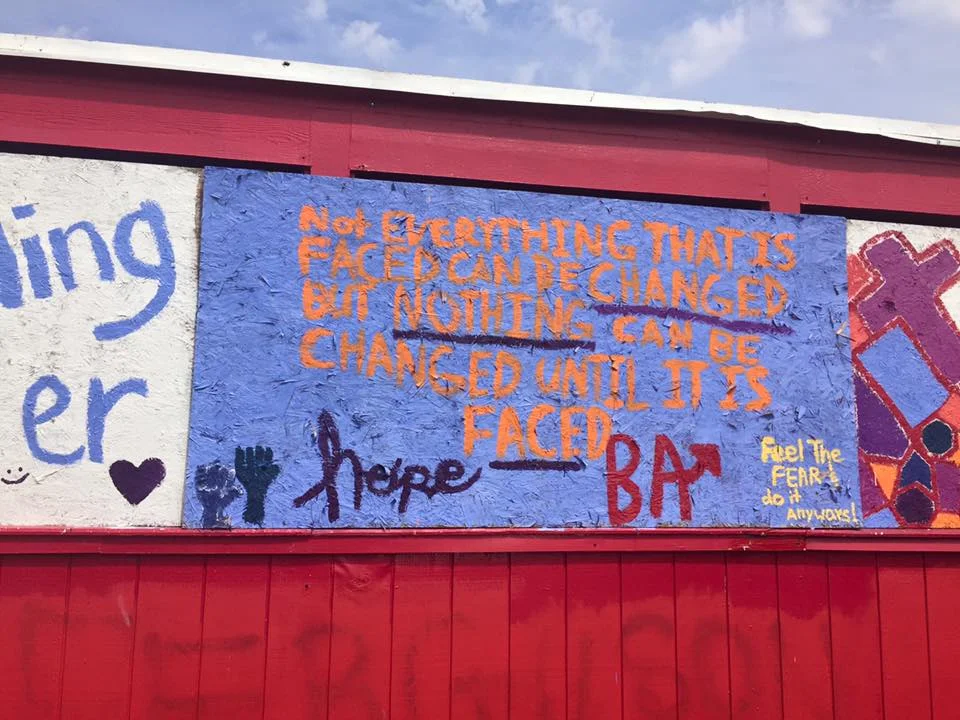 ing
er
Not EVERYTHING THAT IS
FACED CAN BE CHANGED
BUT NOTHING CAN BE
CHANGED UNTIL IT IS
FACED
hope
BA
Feel The
FEAR &
do it
Anyways!